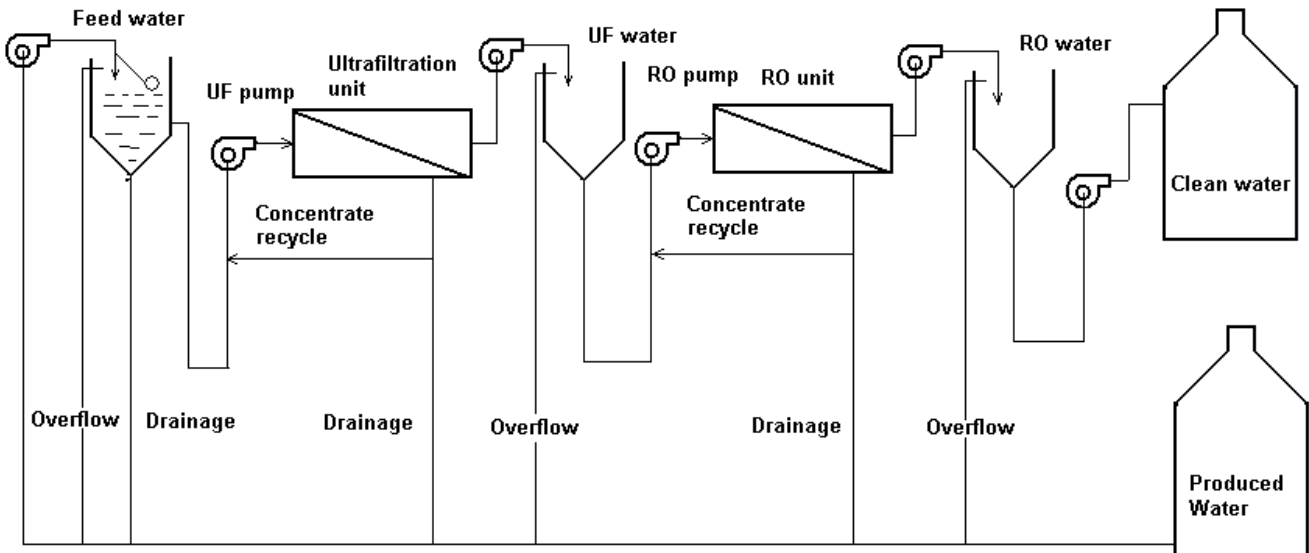 Feed water
UF water
RO water
Ultrafiltration
unit
RO pump
RO unit
UF pump
Clean water
Concentrate
recycle
Concentrate
recycle
Overflow
Drainage
Drainage
Overflow
Drainage
Overflow
Produced
Water